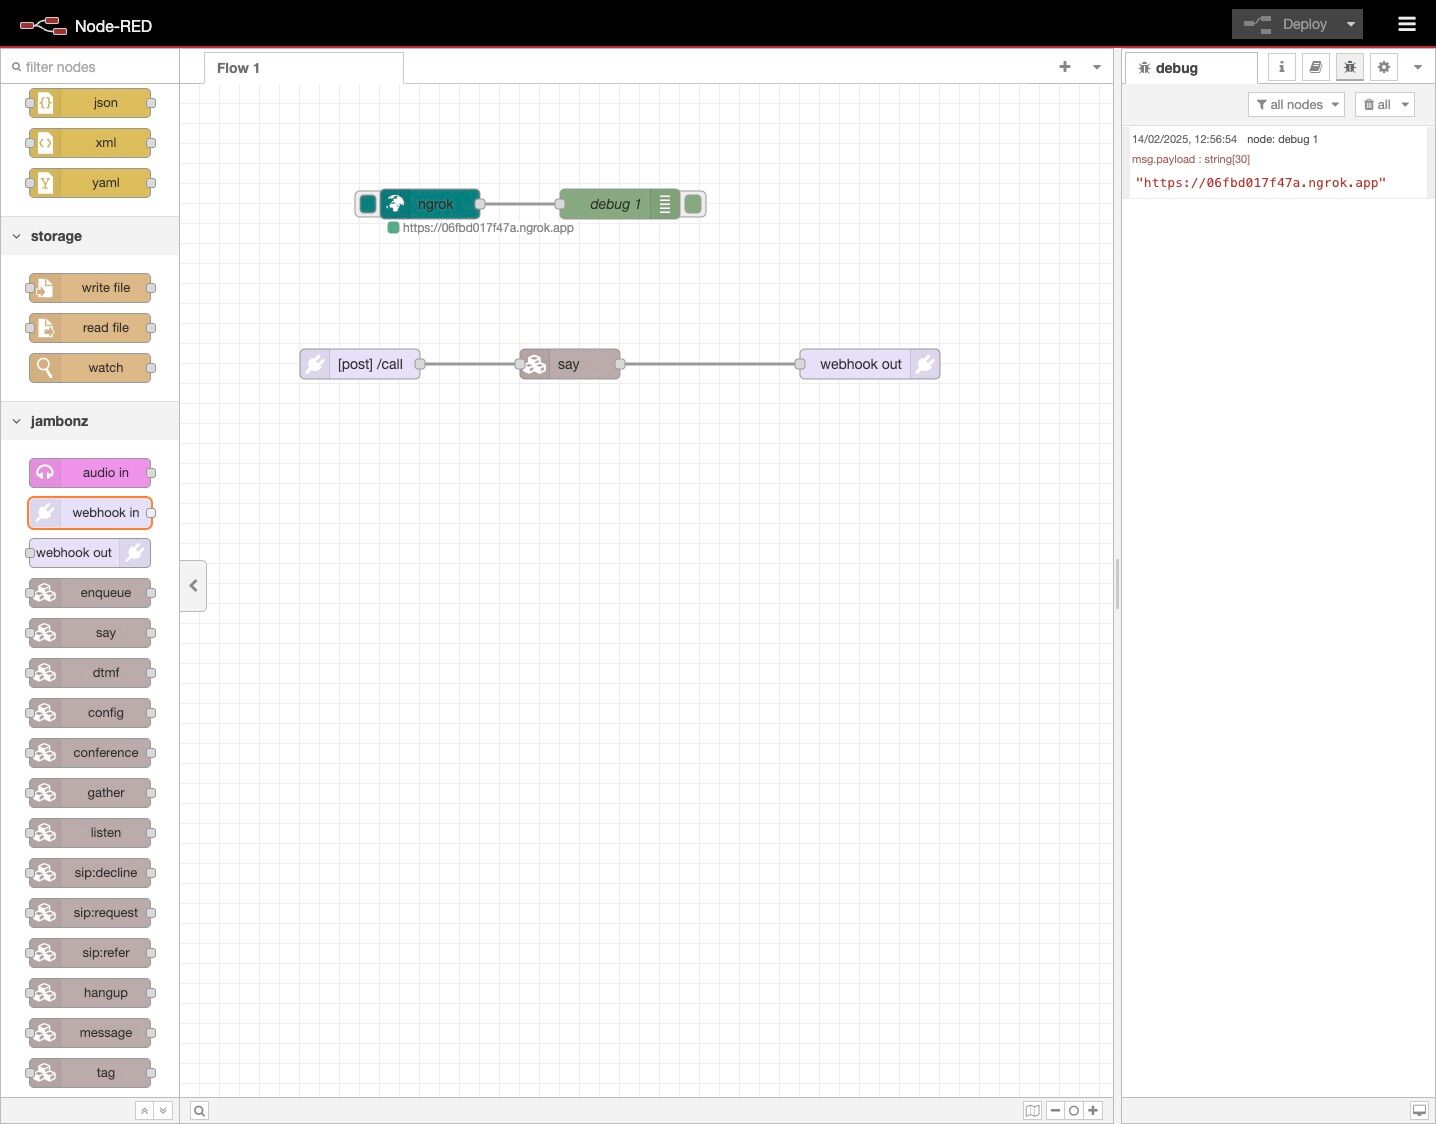 Node-RED
Deploy
filter nodes
json
xml
yaml
storage
write file
read file
watch
jambonz
audio in
webhook in
webhook out
enqueue
say
dtmf
config
conference
gather
listen
sip:decline
sip:request
sip:refer
hangup
message
tag
Flow 1
ngrok
debug 1
https://06fbd017f47a.ngrok.app
[post] /call
say
webhook out
debug
all nodes
all
14/02/2025, 12:56:54 node: debug 1
msg.payload : string[30]
"https://06fbd017f47a.ngrok.app"